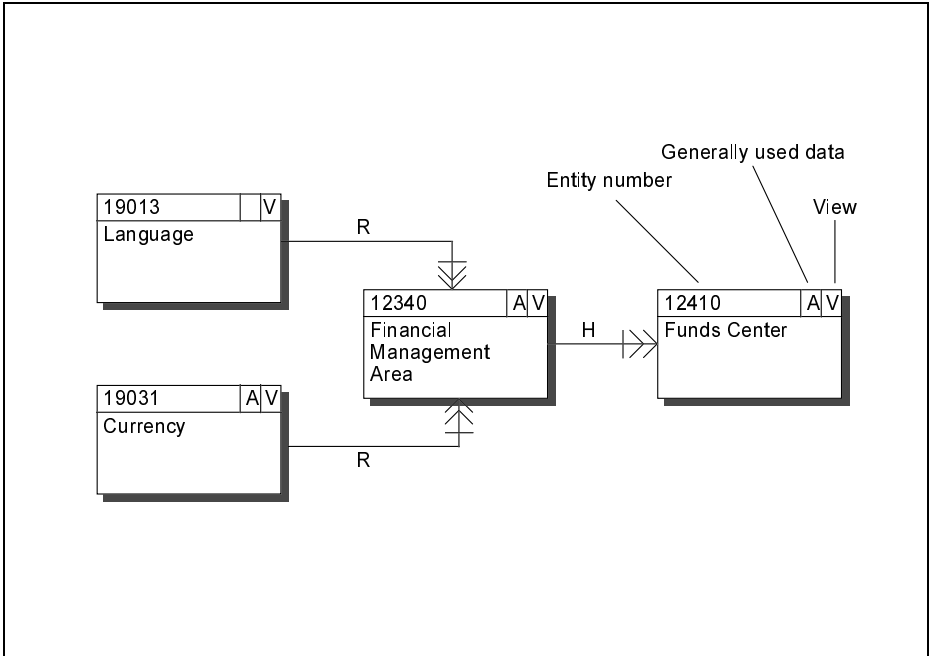 Generally used data
Entity number
View
19013 V
Language
R
12340 A V
Financial
Management
Area
H
12410 A V
Funds Center
19031 A V
Currency
R